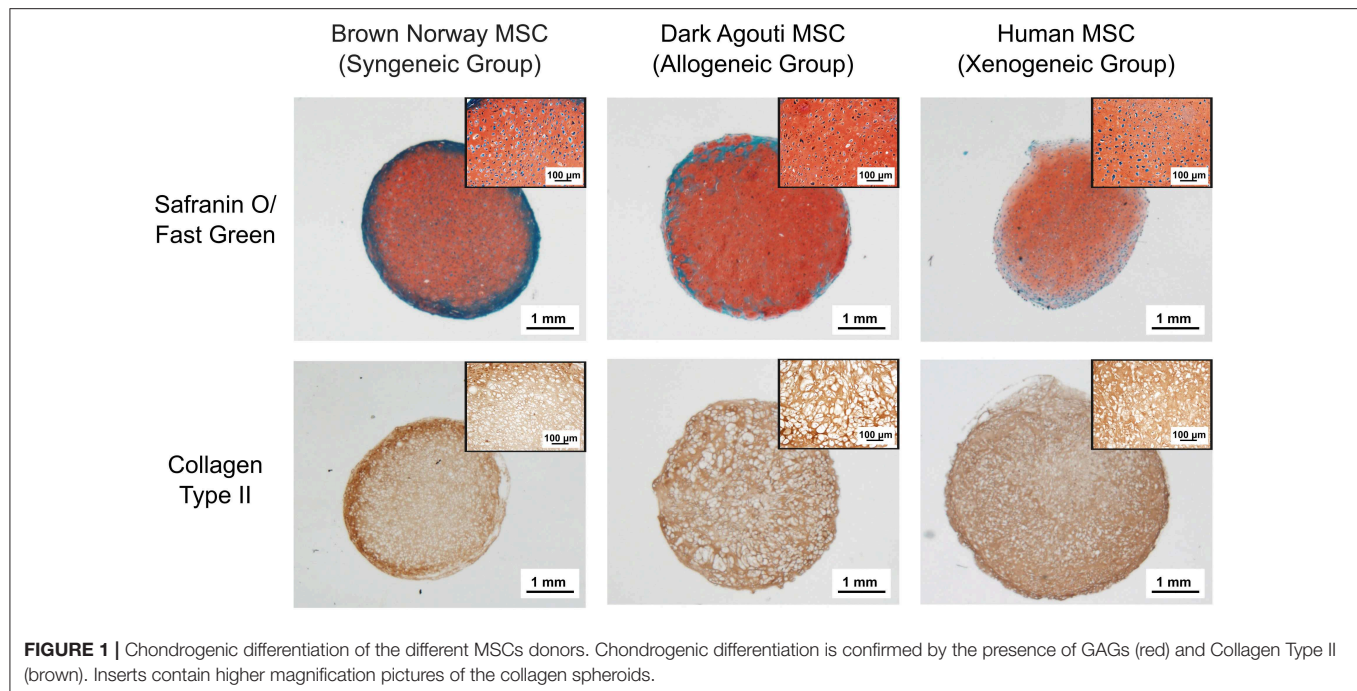 Brown Norway MSC
(Syngeneic Group)
Dark Agouti MSC
(Allogeneic Group)
Human MSC
(Xenogeneic Group)
Safranin O/
Fast Green
100 µm
1 mm
100 µm
1 mm
100 µm
1 mm
Collagen
Type II
100 µm
1 mm
100 µm
1 mm
100 µm
1 mm
FIGURE 1 | Chondrogenic differentiation of the different MSCs donors. Chondrogenic differentiation is confirmed by the presence of GAGs (red) and Collagen Type II
(brown). Inserts contain higher magnification pictures of the collagen spheroids.